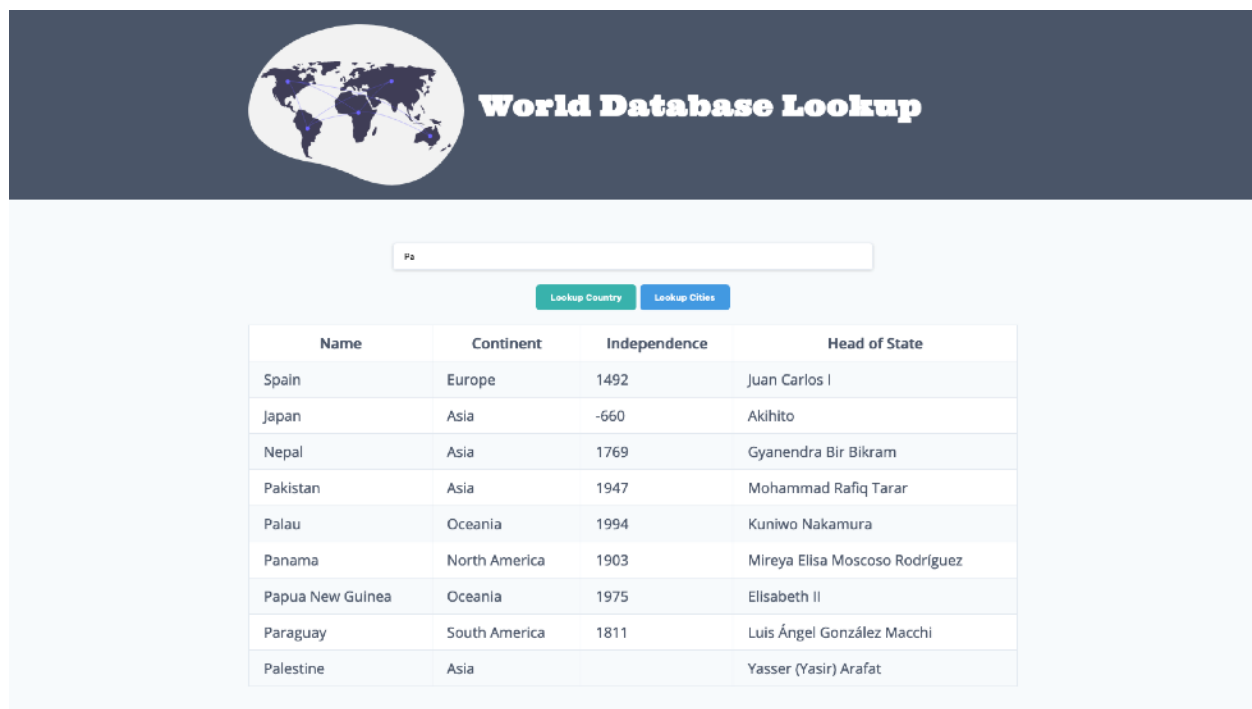 World Database Lookup
Pa
Lookup Country Lookup Cities
Name Continent Independence Head of State
Spain Europe 1492 Juan Carlos I
Japan Asia -660 Akihito
Nepal Asia 1769 Gyanendra Bir Bikram
Pakistan Asia 1947 Mohammad Rafiq Tarar
Palau Oceania 1994 Kuniwo Nakamura
Panama North America 1903 Mireya Elisa Moscoso Rodríguez
Papua New Guinea Oceania 1975 Elisabeth II
Paraguay South America 1811 Luis Ángel González Macchi
Palestine Asia Yasser (Yasir) Arafat